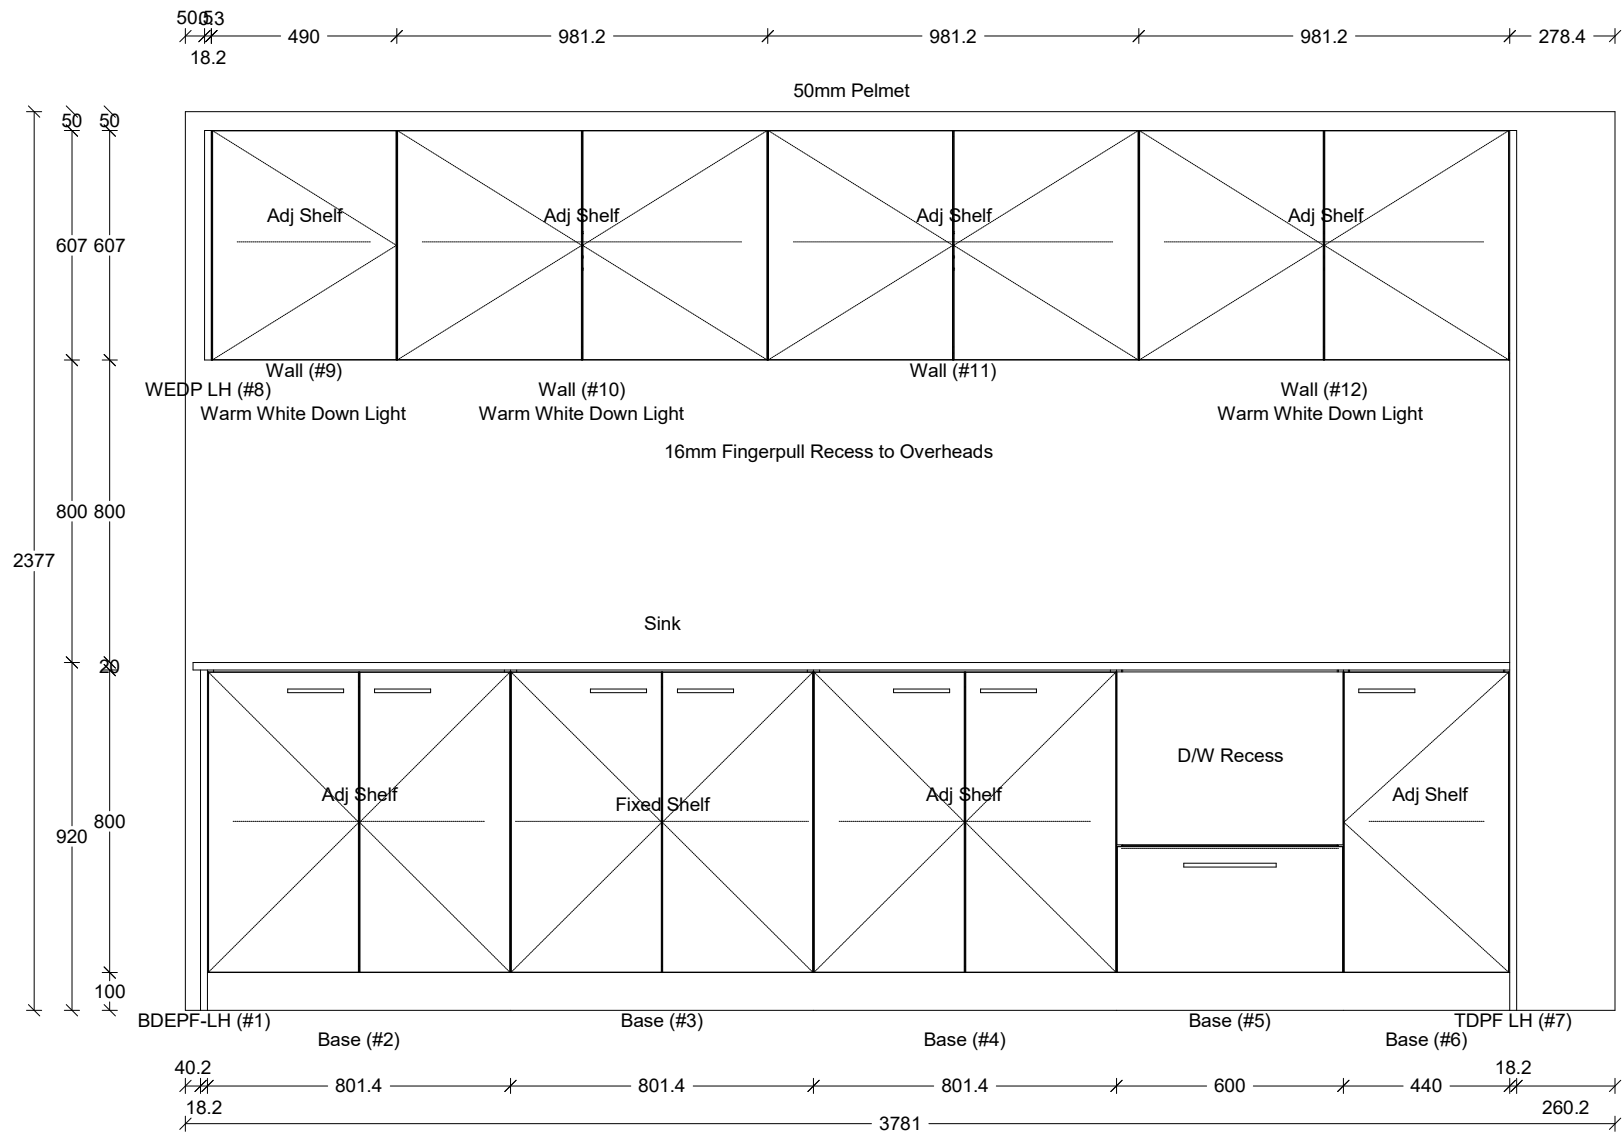 50.5 0.3
490 981.2 981.2 981.2 278.4
18.2
50mm Pelmet
50 50
Adj Shelf Adj Shelf Adj Shelf Adj Shelf
607 607
Wall (#9) Wall (#11)
WEDP LH (#8) Wall (#10) Wall (#12)
Warm White Down Light Warm White Down Light Warm White Down Light
16mm Fingerpull Recess to Overheads
800 800
2377
Sink
20
D/W Recess
Adj Shelf Fixed Shelf Adj Shelf Adj Shelf
800
920
100
BDEPF-LH (#1) Base (#3) Base (#5) TDPF LH (#7)
Base (#2) Base (#4) Base (#6)
40.2 18.2
801.4 801.4 801.4 600 440
18.2 260.2
3781